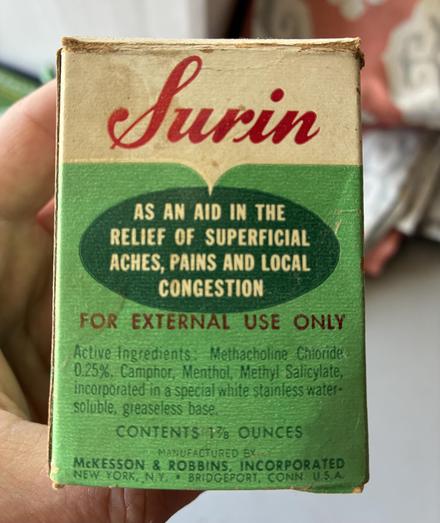 Surin
AS AN AID IN THE
RELIEF OF SUPERFICIAL
ACHES, PAINS AND LOCAL
CONGESTION
FOR EXTERNAL USE ONLY
Active Ingredients: Methacholine Chloride
0.25%, Camphor, Menthol, Methyl Salicylate,
incorporated in a special white stainless water-
soluble, greaseless base.
CONTENTS 1⅞ OUNCES
MANUFACTURED BY
McKESSON & ROBBINS, INCORPORATED
NEW YORK, N.Y. • BRIDGEPORT, CONN. U.S.A.